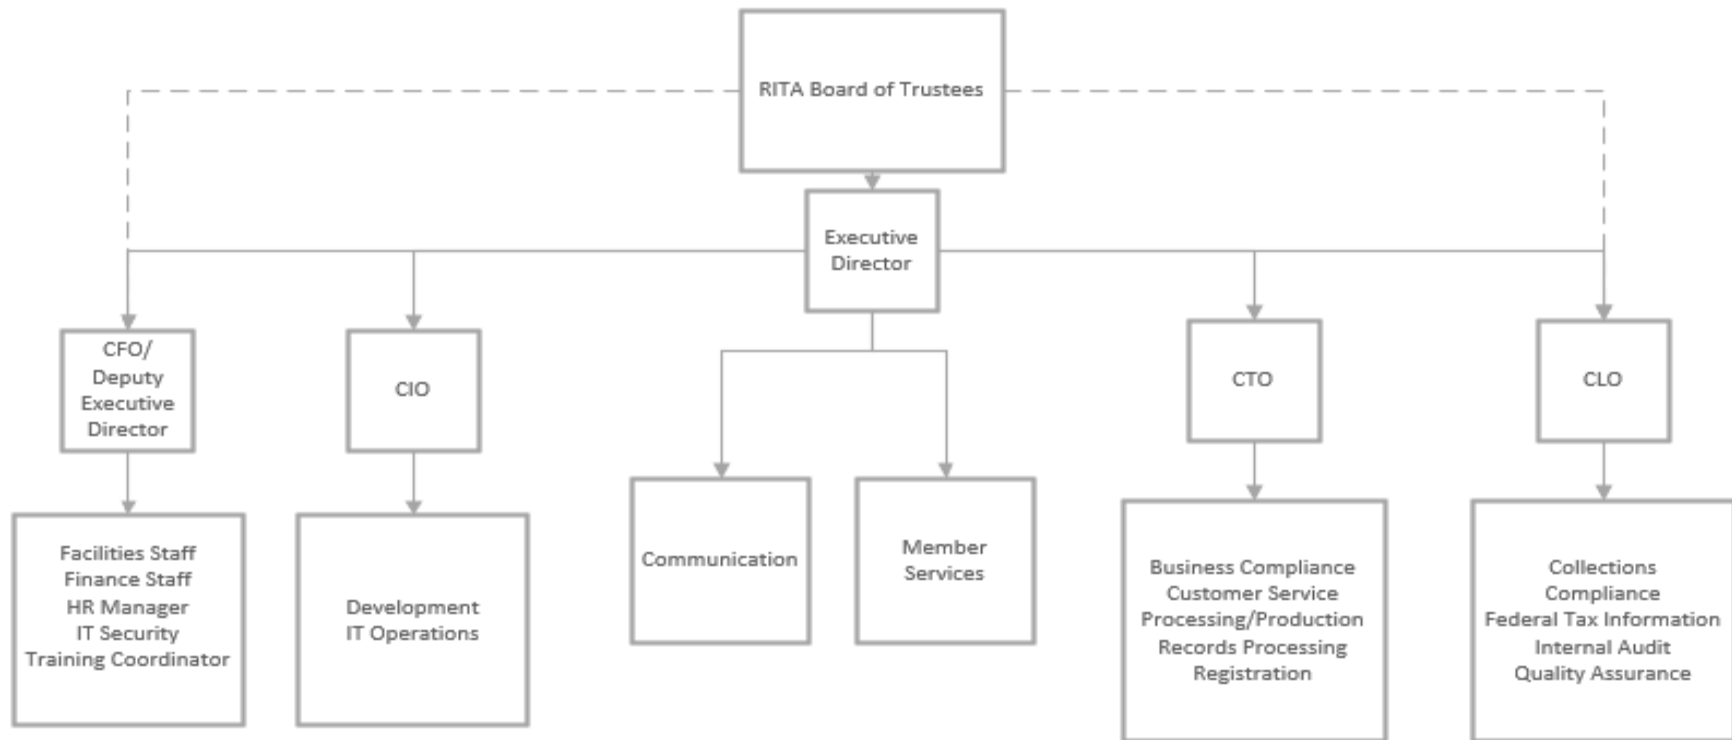 RITA Board of Trustees
Executive
Director
CFO/
Deputy
Executive
Director
CIO
CTO
CLO
Facilities Staff
Finance Staff
HR Manager
IT Security
Training Coordinator
Development
IT Operations
Communication
Member
Services
Business Compliance
Customer Service
Processing/Production
Records Processing
Registration
Collections
Compliance
Federal Tax Information
Internal Audit
Quality Assurance